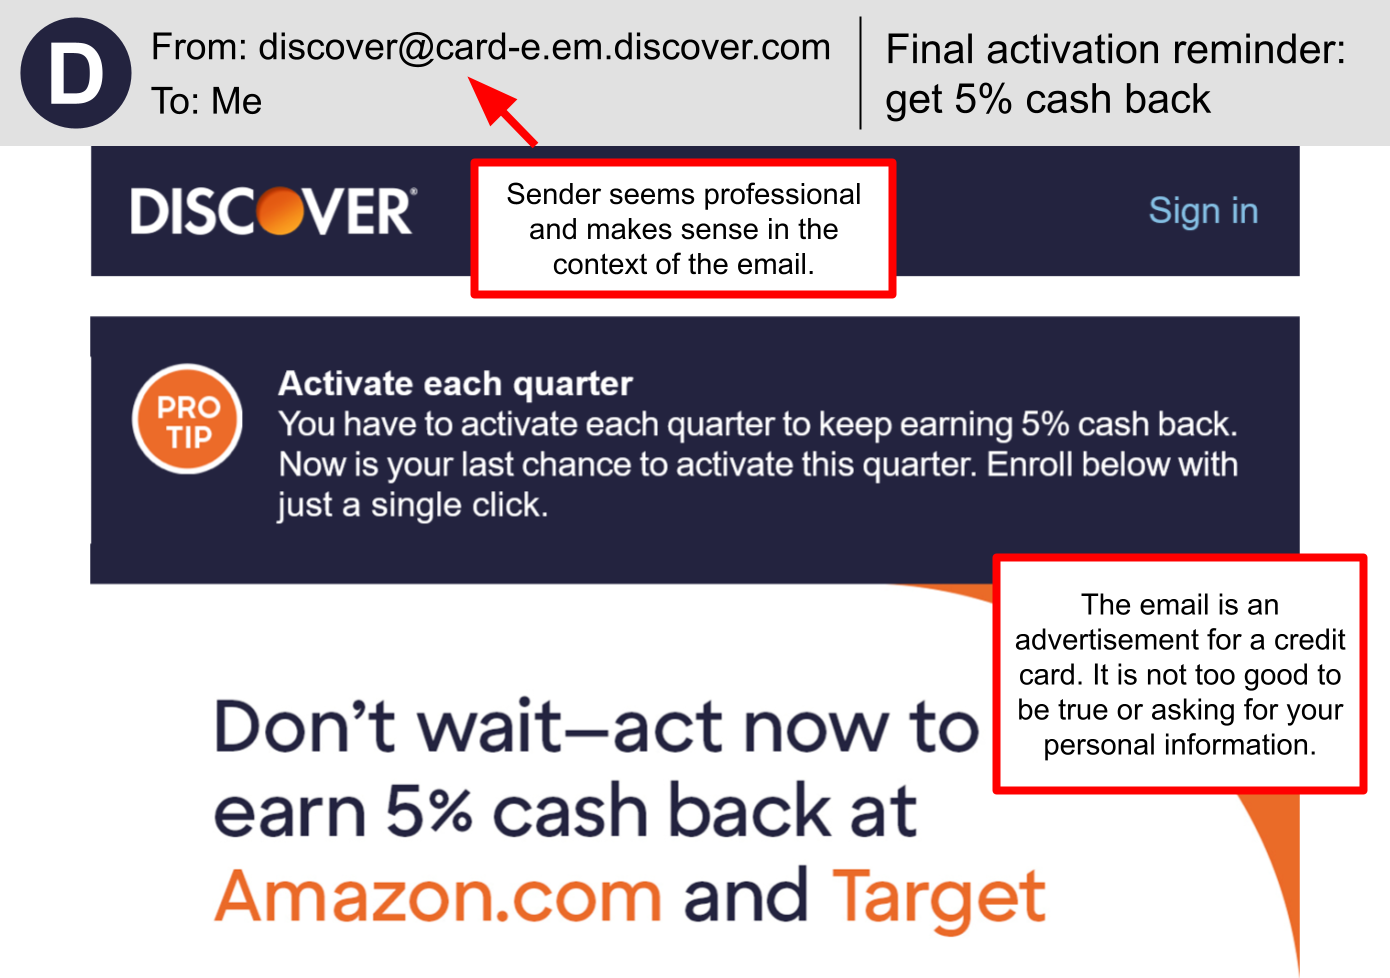 D
From: discover@card-e.em.discover.com
To: Me
Final activation reminder:
get 5% cash back
DISCOVER®
Sender seems professional
and makes sense in the
context of the email.
Sign in
PRO
TIP
Activate each quarter
You have to activate each quarter to keep earning 5% cash back.
Now is your last chance to activate this quarter. Enroll below with
just a single click.
The email is an
advertisement for a credit
card. It is not too good to
be true or asking for your
personal information.
Don’t wait—act now to
earn 5% cash back at
Amazon.com and Target